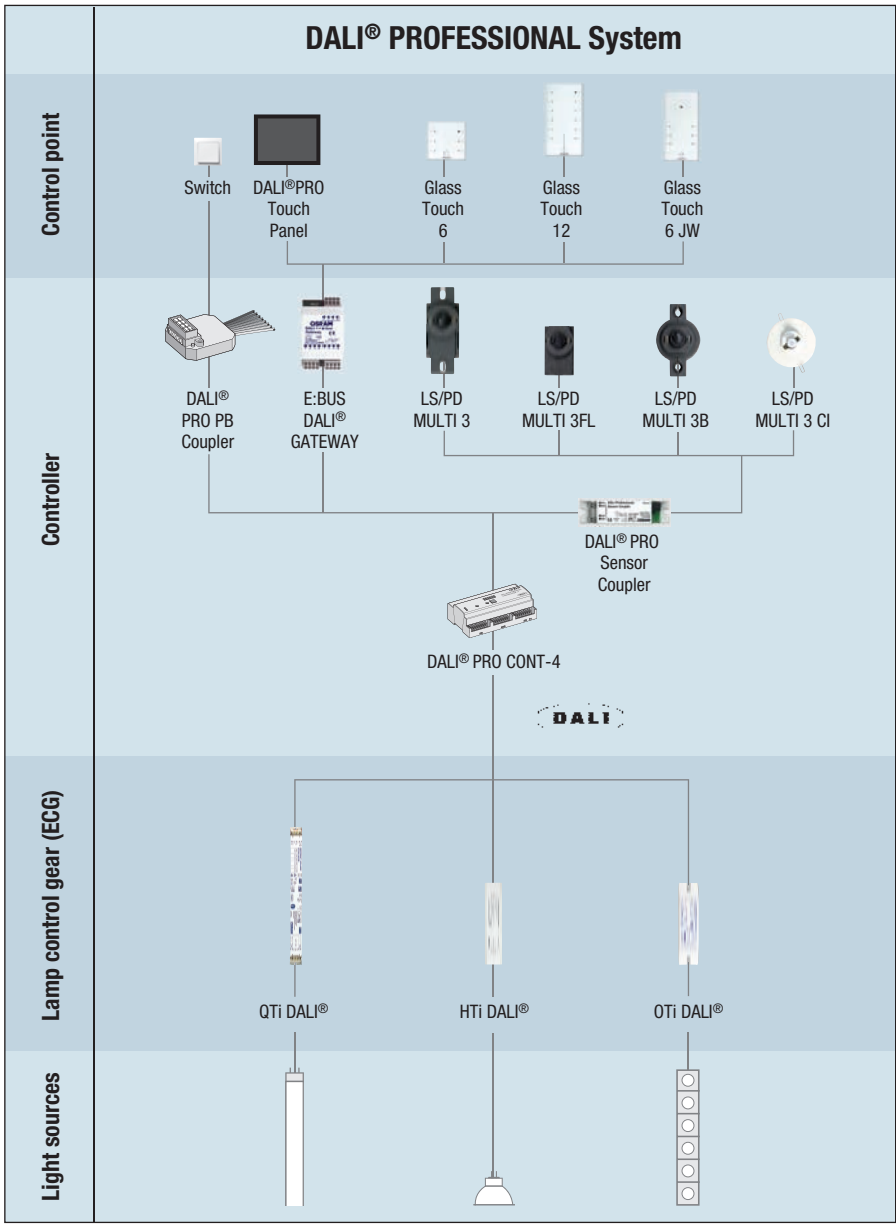 DALI® PROFESSIONAL System
Control point
Switch
DALI®PRO
Touch
Panel
Glass
Touch
6
Glass
Touch
12
Glass
Touch
6 JW
Controller
OSRAM
DALI®
PRO PB
Coupler
E:BUS
DALI®
GATEWAY
LS/PD
MULTI 3
LS/PD
MULTI 3FL
LS/PD
MULTI 3B
LS/PD
MULTI 3 CI
DALI® PRO
Sensor
Coupler
DALI® PRO CONT-4
DALI
Lamp control gear (ECG)
QTi DALI®
HTi DALI®
OTi DALI®
Light sources